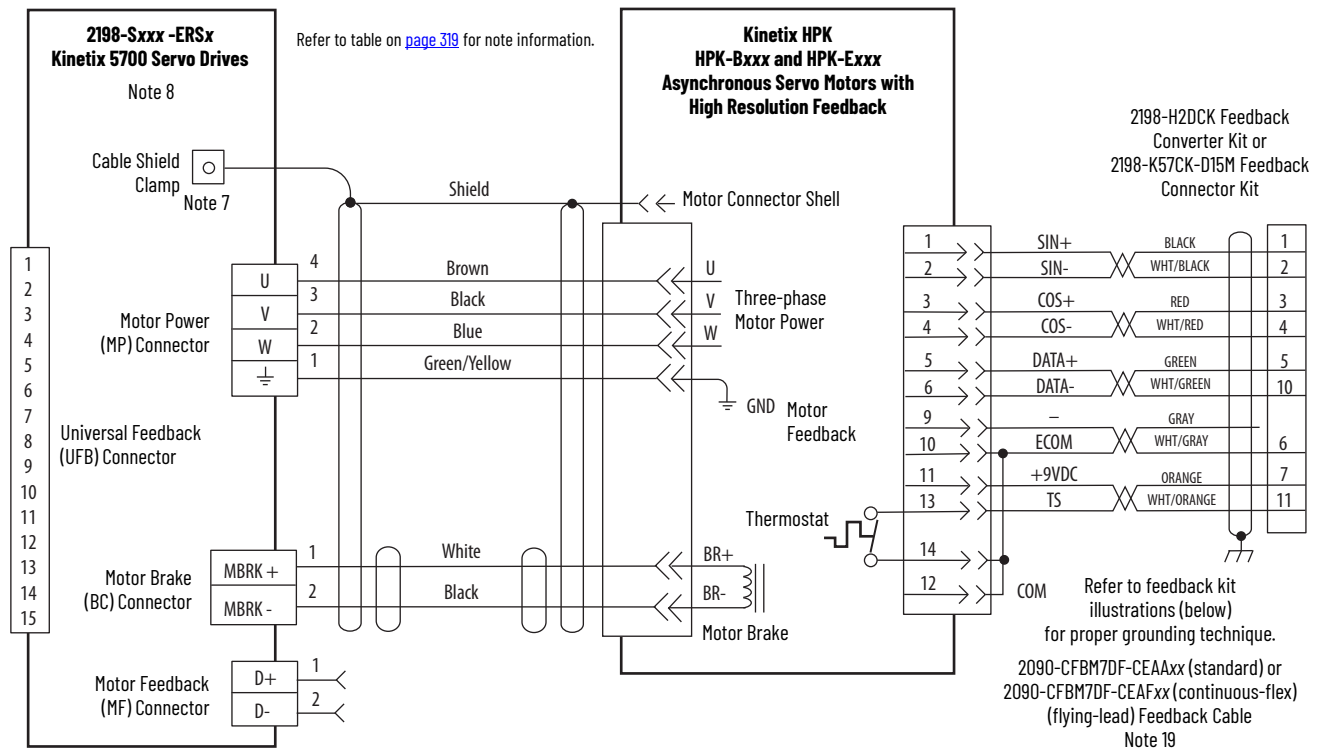 2198-Sxxx -ERSx
Kinetix 5700 Servo Drives
Note 8
Refer to table on page 319 for note information.
Kinetix HPK
HPK-Bxxx and HPK-Exxx
Asynchronous Servo Motors with
High Resolution Feedback
2198-H2DCK Feedback
Converter Kit or
2198-K57CK-D15M Feedback
Connector Kit
Cable Shield
Clamp
Note 7
Shield
Motor Connector Shell
1
2
3
4
5
6
7
8
9
10
11
12
13
14
15
Universal Feedback
(UFB) Connector
Motor Power
(MP) Connector
U
V
W
4
3
2
1
Brown
Black
Blue
Green/Yellow
U
V
W
Three-phase
Motor Power
GND
Motor
Feedback
1 SIN+ BLACK 1
2 SIN- WHT/BLACK 2
3 COS+ RED 3
4 COS- WHT/RED 4
5 DATA+ GREEN 5
6 DATA- WHT/GREEN 10
9 – GRAY
10 ECOM WHT/GRAY 6
11 +9VDC ORANGE 7
13 TS WHT/ORANGE 11
14
12 COM
Thermostat
Motor Brake
(BC) Connector
MBRK + 1 White BR+
MBRK - 2 Black BR-
Motor Brake
Motor Feedback
(MF) Connector
D+ 1
D- 2
Refer to feedback kit
illustrations (below)
for proper grounding technique.
2090-CFBM7DF-CEAAxx (standard) or
2090-CFBM7DF-CEAFxx (continuous-flex)
(flying-lead) Feedback Cable
Note 19